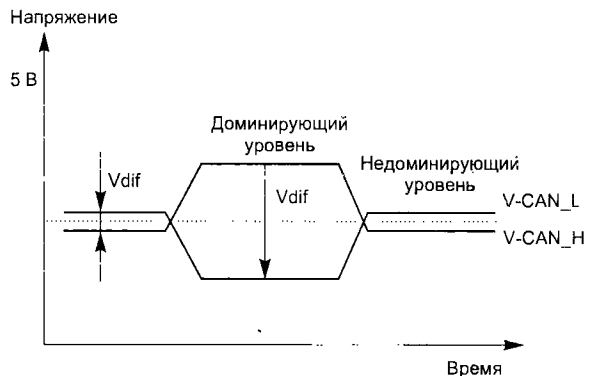 Напряжение
5 В
Доминирующий
уровень
Недоминирующий
уровень
Vdif
Vdif
V-CAN_L
V-CAN_H
Время